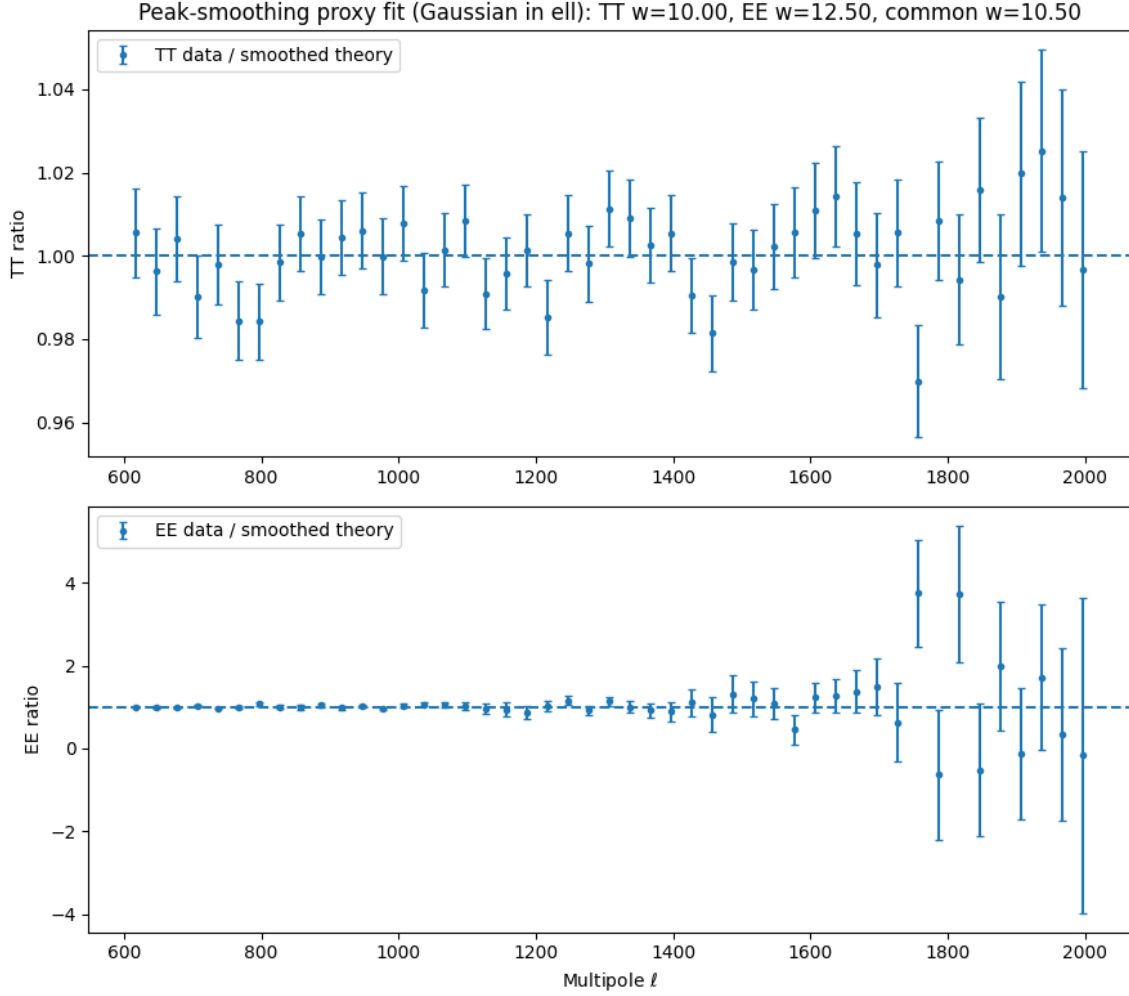 Peak-smoothing proxy fit (Gaussian in ell): TT w=10.00, EE w=12.50, common w=10.50
TT data / smoothed theory
1.04
1.02
1.00
0.98
0.96
TT ratio
600 800 1000 1200 1400 1600 1800 2000
EE data / smoothed theory
4
2
0
−2
−4
EE ratio
600 800 1000 1200 1400 1600 1800 2000
Multipole ℓ